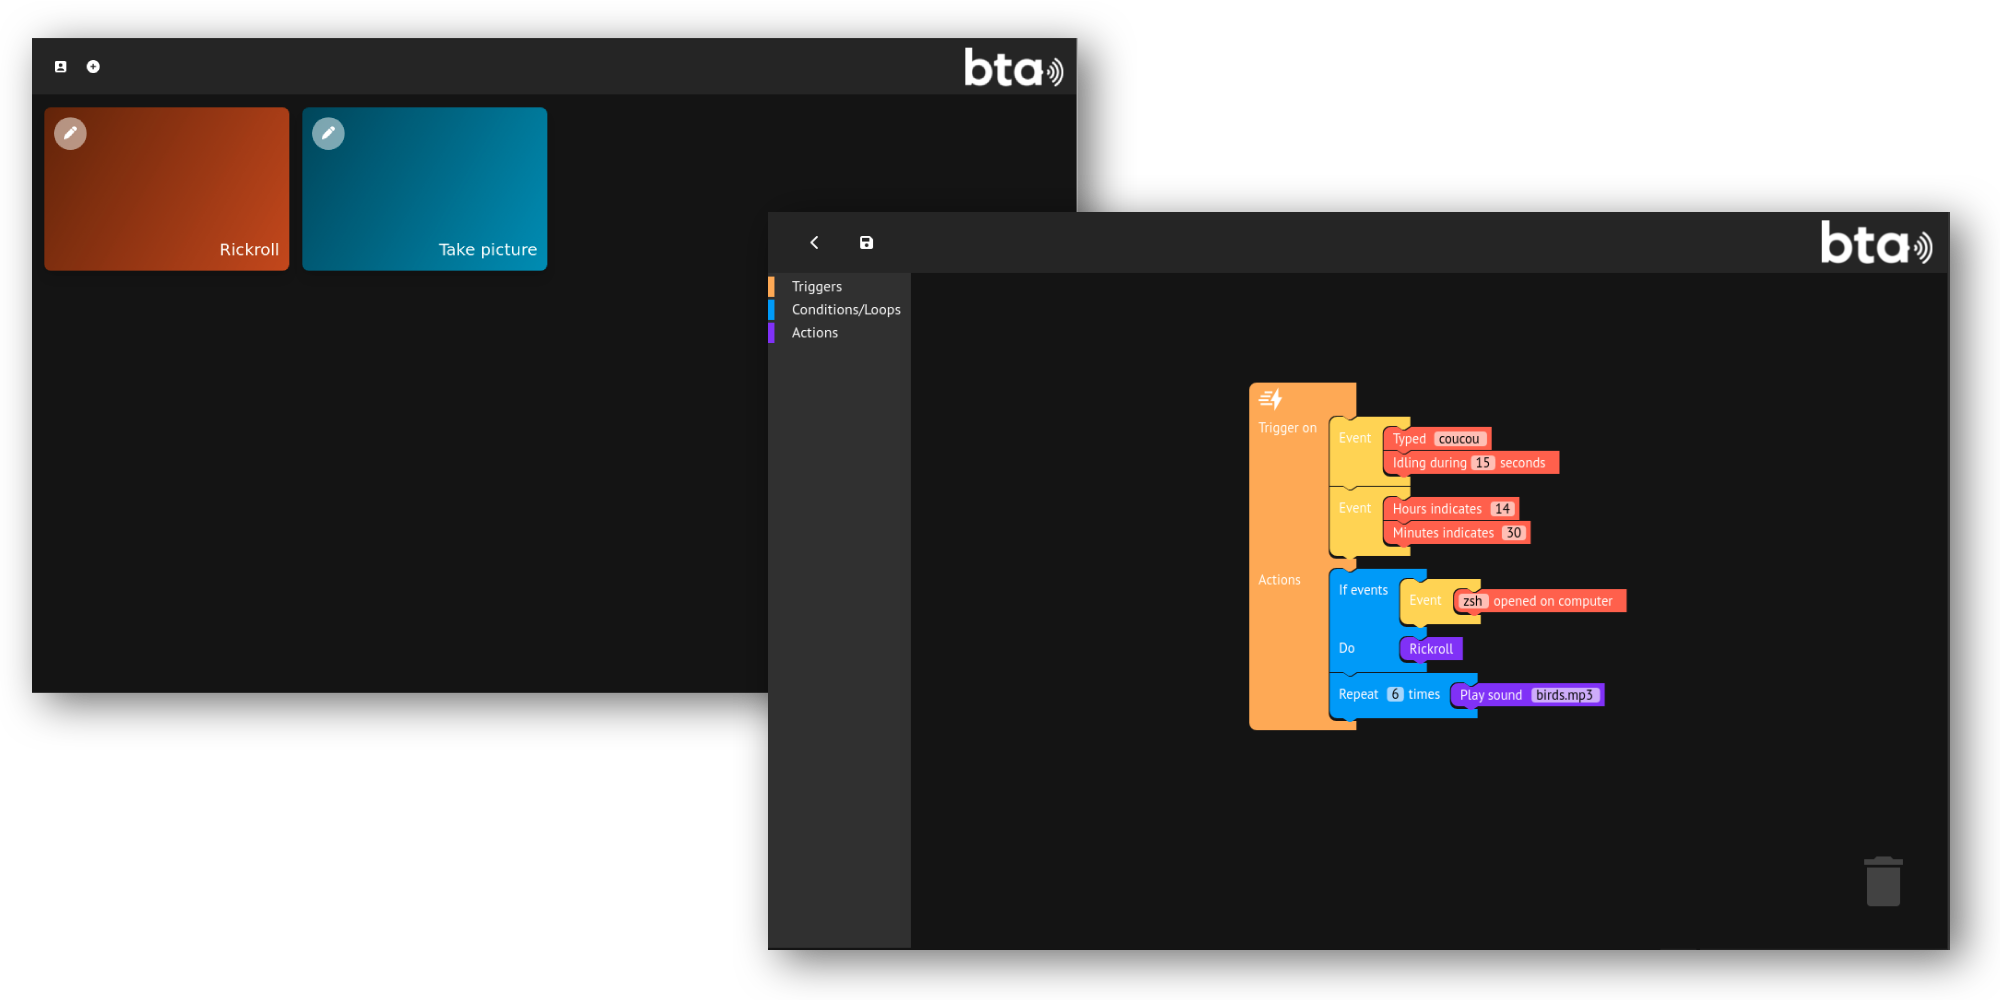 bta
Rickroll
Take picture
bta
Triggers
Conditions/Loops
Actions
Trigger on
Event
Typed coucou
Idling during 15 seconds
Event
Hours indicates 14
Minutes indicates 30
Actions
If events
Event
zsh opened on computer
Do
Rickroll
Repeat 6 times
Play sound birds.mp3